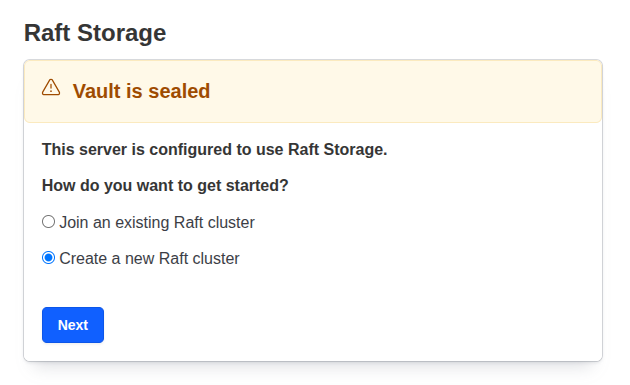 Raft Storage
Vault is sealed
This server is configured to use Raft Storage.
How do you want to get started?
Join an existing Raft cluster
Create a new Raft cluster
Next